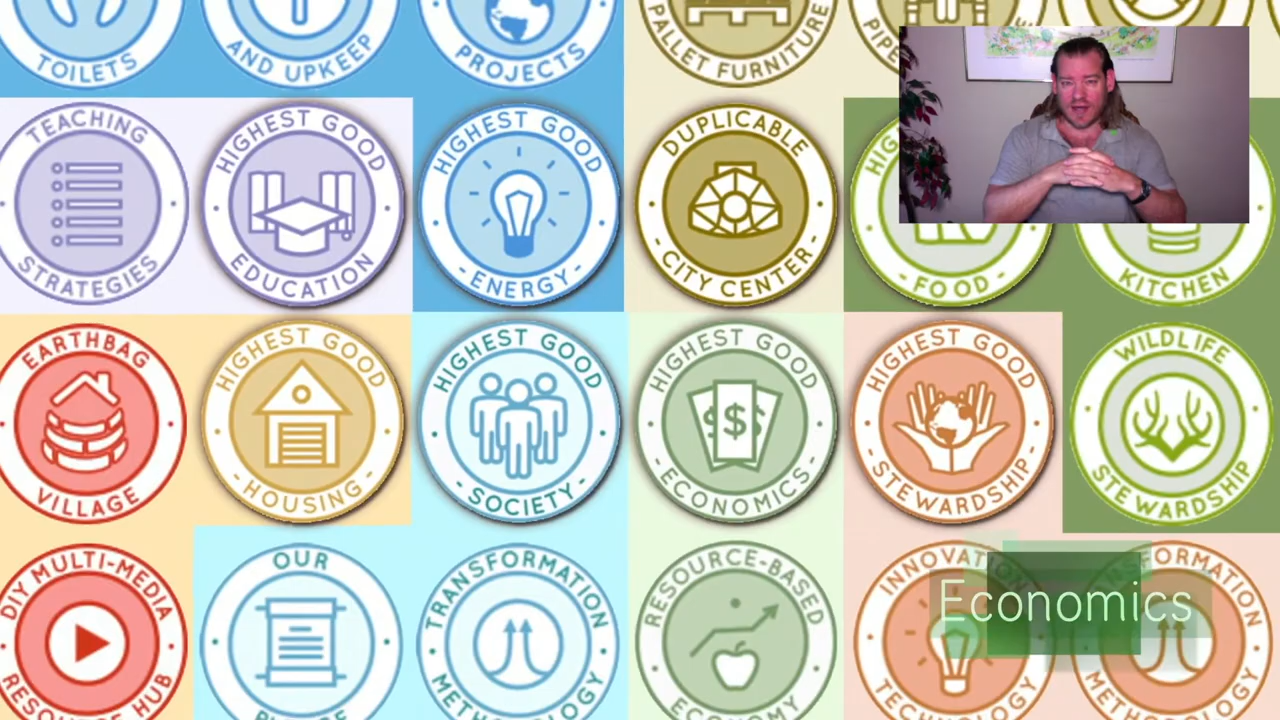 TOILETS
AND UPKEEP
PROJECTS
PALLET FURNITURE
TEACHING
STRATEGIES
HIGHEST GOOD
EDUCATION
HIGHEST GOOD
- ENERGY -
DUPLICABLE
- CITY CENTER -
- FOOD -
KITCHEN
EARTHBAG
VILLAGE
HIGHEST GOOD
- HOUSING -
HIGHEST GOOD
- SOCIETY -
HIGHEST GOOD
- ECONOMICS -
HIGHEST GOOD
- STEWARDSHIP -
WILDLIFE
STEWARDSHIP
DIY MULTI-MEDIA
RESOURCE HUB
OUR
TRANSFORMATION
METHODOLOGY
RESOURCE-BASED
ECONOMY
TECHNOLOGY
METHODOLOGY
Economics